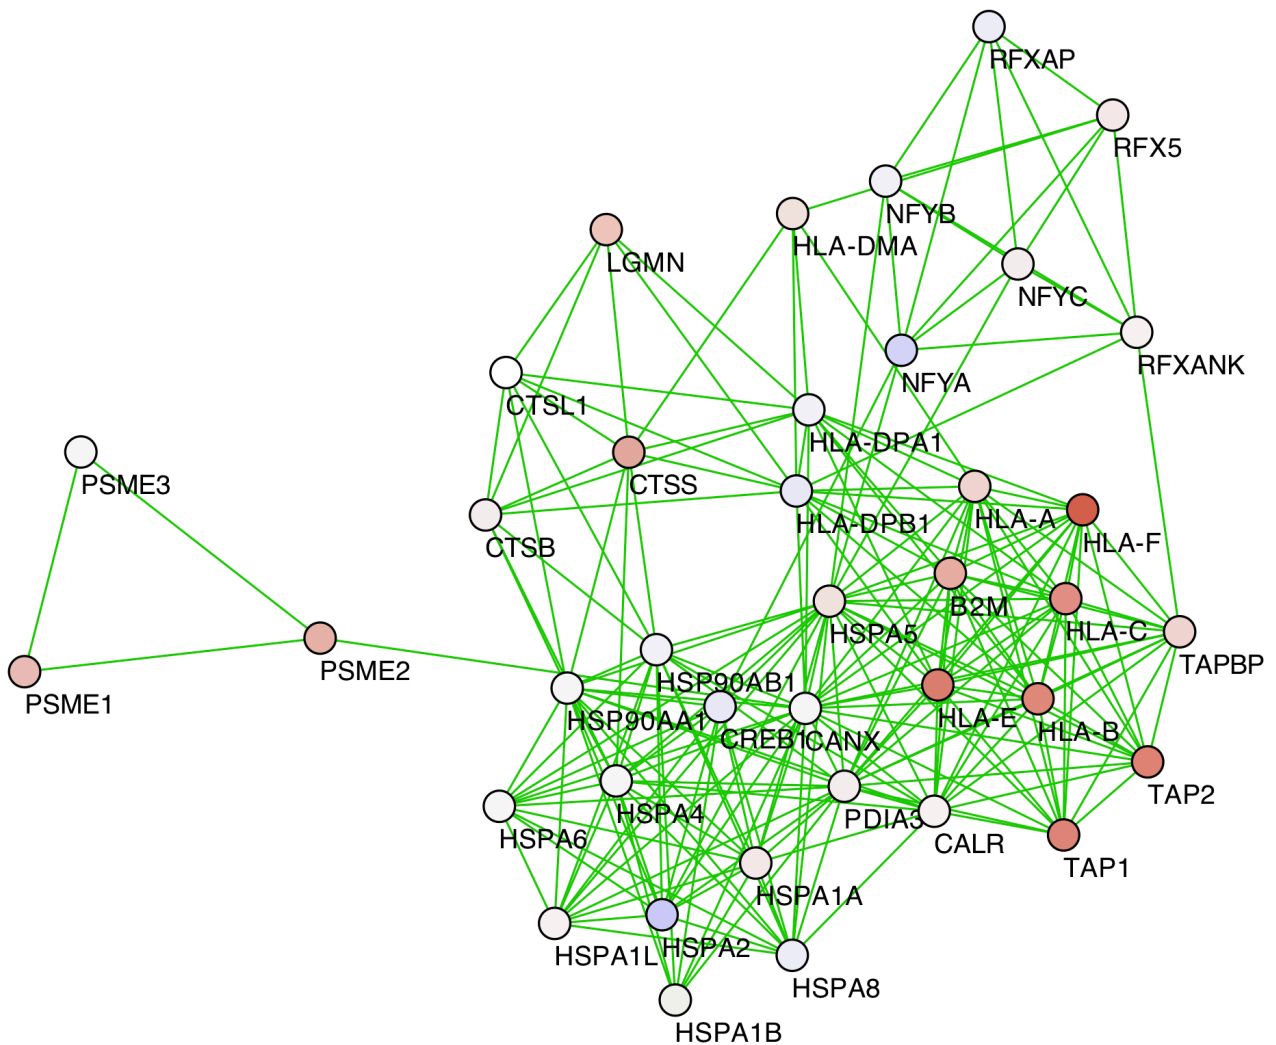 RFXAP
RFX5
NFYB
HLA-DMA
LGMN
NFYC
RFXANK
NFYA
CTSL1
HLA-DPA1
PSME3
CTSS
HLA-DPB1
HLA-A
HLA-F
CTSB
B2M
HLA-C
HSPA5
TAPBP
PSME2
HSP90AB1
PSME1
HSP90AA1
HLA-E
HLA-B
CREB1
CANX
TAP2
HSPA4
PDIA3
HSPA6
CALR
TAP1
HSPA1A
HSPA2
HSPA1L
HSPA8
HSPA1B